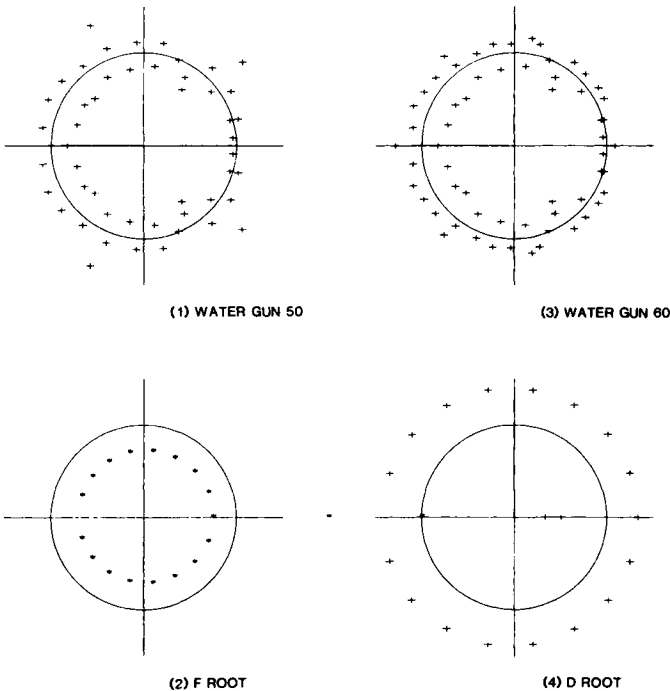 (1) WATER GUN 50
(3) WATER GUN 60
(2) F ROOT
(4) D ROOT